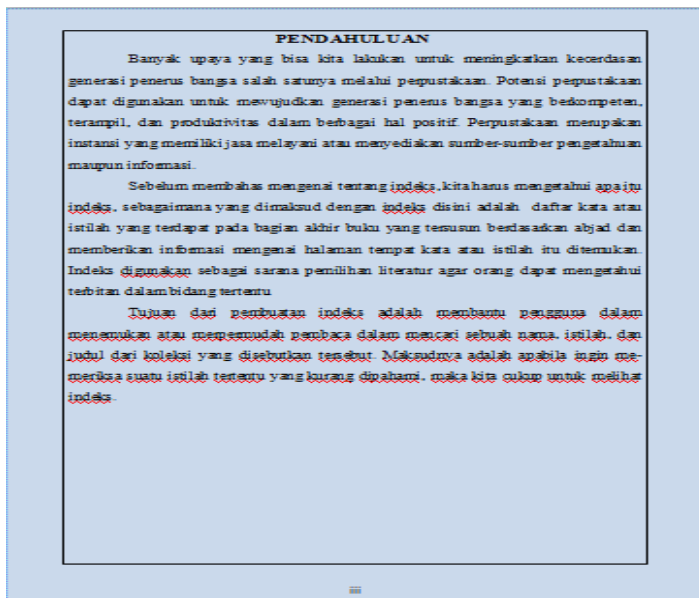 PENDAHULUAN
Banyak upaya yang bisa kita lakukan untuk meningkatkan kecerdasan
generasi penerus bangsa salah satunya melalui perpustakaan. Potensi perpustakaan
dapat digunakan untuk mewujudkan generasi penerus bangsa yang berkompeten,
terampil, dan produktivitas dalam berbagai hal positif. Perpustakaan merupakan
instansi yang memiliki jasa melayani atau menyediakan sumber-sumber pengetahuan
maupun informasi.
Sebelum membahas mengenai tentang indeks, kita harus mengetahui apa itu
indeks, sebagaimana yang dimaksud dengan indeks disini adalah daftar kata atau
istilah yang terdapat pada bagian akhir buku yang tersusun berdasarkan abjad dan
memberikan informasi mengenai halaman tempat kata atau istilah itu ditemukan.
Indeks digunakan sebagai sarana pemilihan literatur agar orang dapat mengetahui
terbitan dalam bidang tertentu
Tujuan dari pembuatan indeks adalah membantu pengguna dalam
menemukan atau mempermudah pembaca dalam mencari sebuah nama, istilah, dan
judul dari koleksi yang disebutkan tersebut. Maksudnya adalah apabila ingin me-
meriksa suatu istilah tertentu yang kurang dipahami, maka kita cukup untuk melihat
indeks.